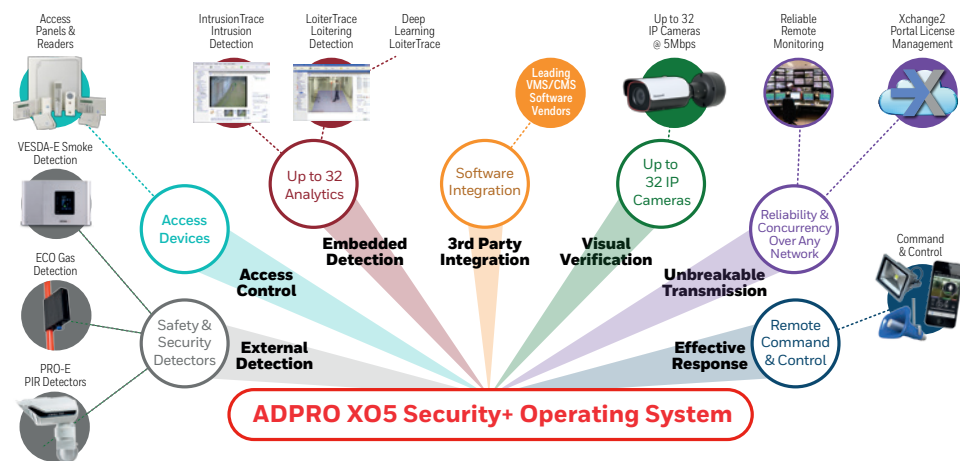 Access
Panels &
Readers
IntrusionTrace
Intrusion
Detection
LoiterTrace
Loitering
Detection
Deep
Learning
LoiterTrace
Leading
VMS/CMS
Software
Vendors
Up to 32
IP Cameras
@ 5Mbps
Reliable
Remote
Monitoring
Xchange2
Portal License
Management
VESDA-E Smoke
Detection
ECO Gas
Detection
PRO-E
PIR Detectors
Access
Devices
Up to 32
Analytics
Software
Integration
Up to
32 IP
Cameras
Reliability &
Concurrency
Over Any
Network
Command
& Control
Safety &
Security
Detectors
Remote
Command
& Control
External
Detection
Access
Control
Embedded
Detection
3rd Party
Integration
Visual
Verification
Unbreakable
Transmission
Effective
Response
ADPRO XO5 Security+ Operating System